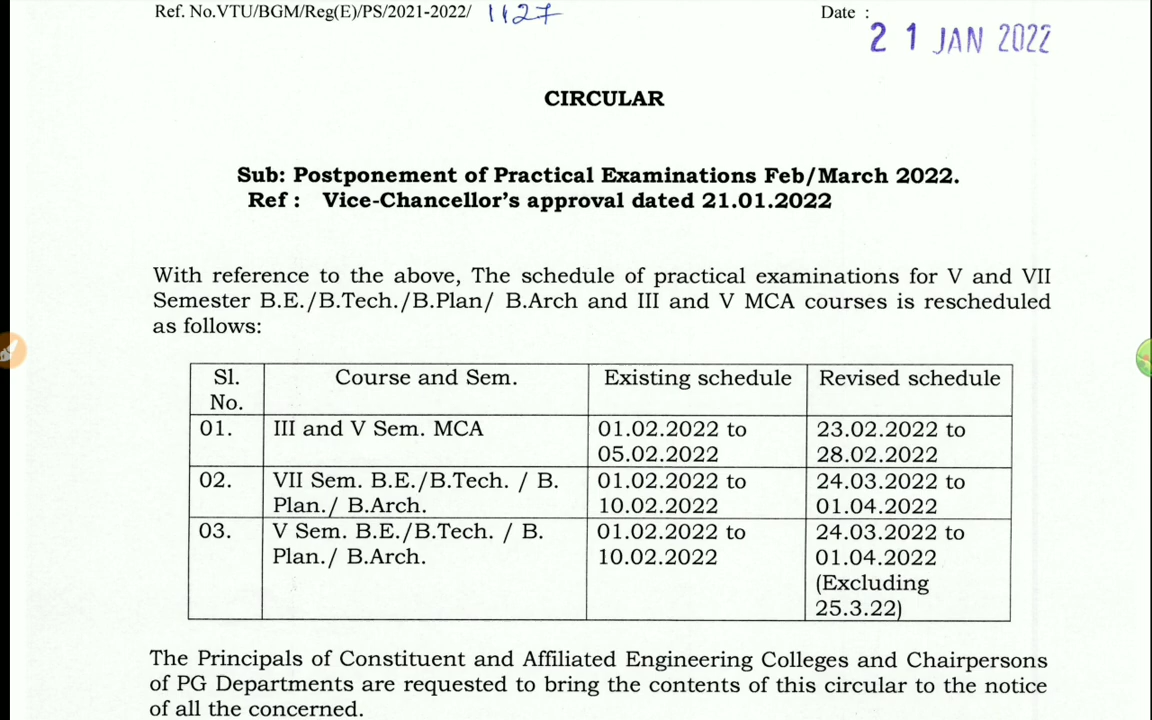 Ref. No.VTU/BGM/Reg(E)/PS/2021-2022/ 1127
Date :
21 JAN 2022
CIRCULAR
Sub: Postponement of Practical Examinations Feb/March 2022.
Ref : Vice-Chancellor's approval dated 21.01.2022
With reference to the above, The schedule of practical examinations for V and VII
Semester B.E./B.Tech./B.Plan/ B.Arch and III and V MCA courses is rescheduled
as follows:
Sl. No. Course and Sem. Existing schedule Revised schedule
01. III and V Sem. MCA 01.02.2022 to 23.02.2022 to
05.02.2022 28.02.2022
02. VII Sem. B.E./B.Tech. / B. 01.02.2022 to 24.03.2022 to
Plan./ B.Arch. 10.02.2022 01.04.2022
03. V Sem. B.E./B.Tech. / B. 01.02.2022 to 24.03.2022 to
Plan./ B.Arch. 10.02.2022 01.04.2022
(Excluding
25.3.22)
The Principals of Constituent and Affiliated Engineering Colleges and Chairpersons
of PG Departments are requested to bring the contents of this circular to the notice
of all the concerned.